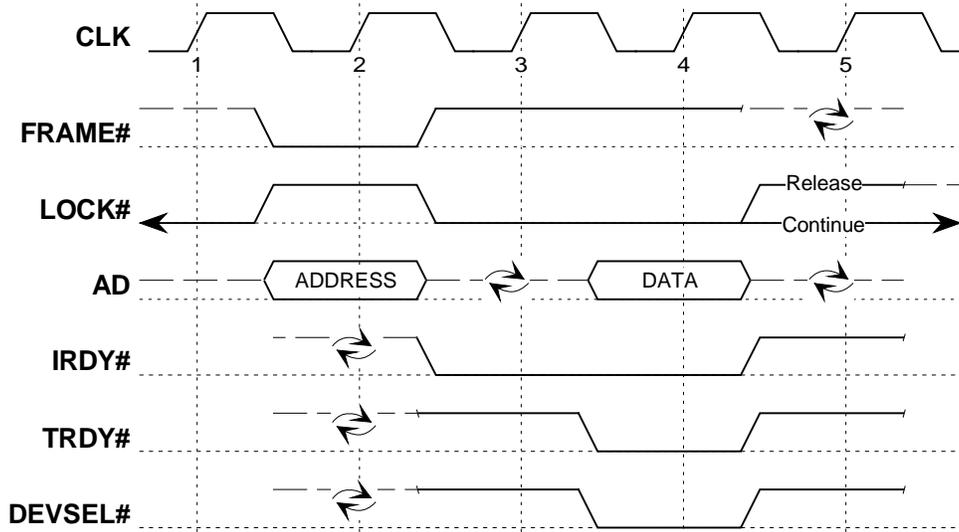 CLK
1 2 3 4 5
FRAME#
LOCK#
Release
Continue
AD
ADDRESS
DATA
IRDY#
TRDY#
DEVSEL#